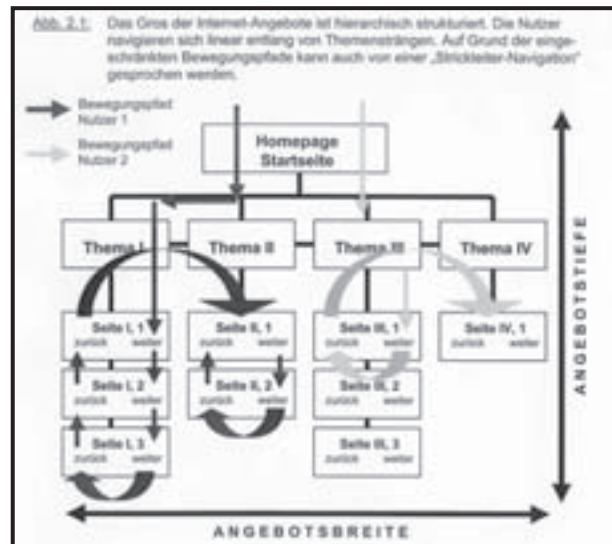 Abb. 2.1: Das Gros der Internet-Angebote ist hierarchisch strukturiert. Die Nutzer
navigieren sich linear entlang von Themensträngen. Auf Grund der einge-
schränkten Bewegungspfade kann auch von einer „Strickleiter-Navigation"
gesprochen werden.
Bewegungspfad
Nutzer 1
Bewegungspfad
Nutzer 2
Homepage
Startseite
Thema I
Thema II
Thema III
Thema IV
Seite I, 1
zurück weiter
Seite II, 1
zurück weiter
Seite III, 1
zurück weiter
Seite IV, 1
zurück weiter
Seite I, 2
zurück weiter
Seite II, 2
zurück weiter
Seite III, 2
zurück weiter
Seite I, 3
zurück weiter
Seite III, 3
zurück weiter
ANGEBOTSTIEFE
ANGEBOTSBREITE